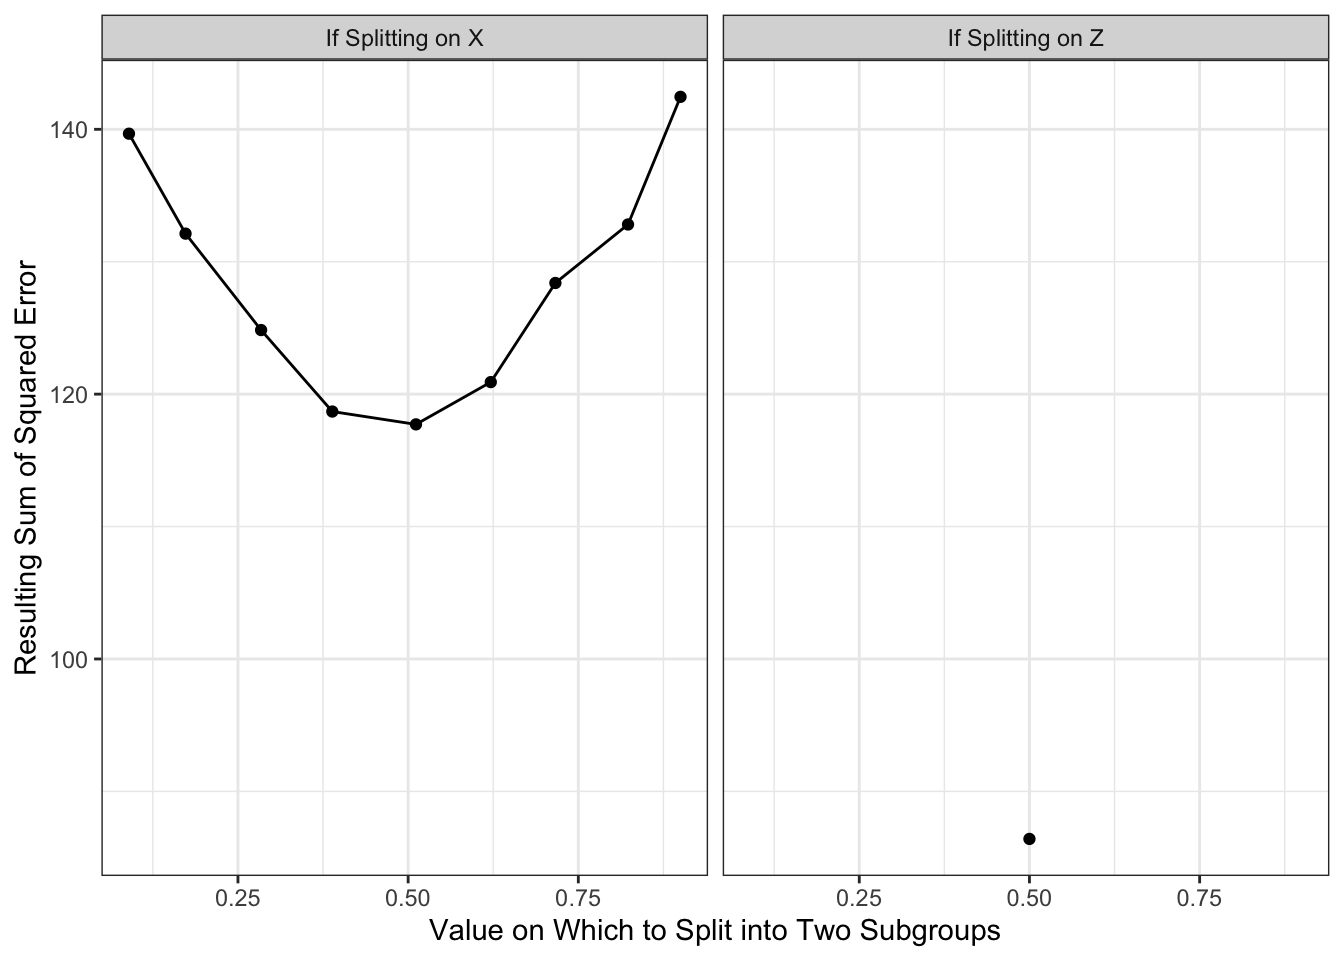 If Splitting on X
If Splitting on Z
140
120
100
Resulting Sum of Squared Error
0.25 0.50 0.75
0.25 0.50 0.75
Value on Which to Split into Two Subgroups